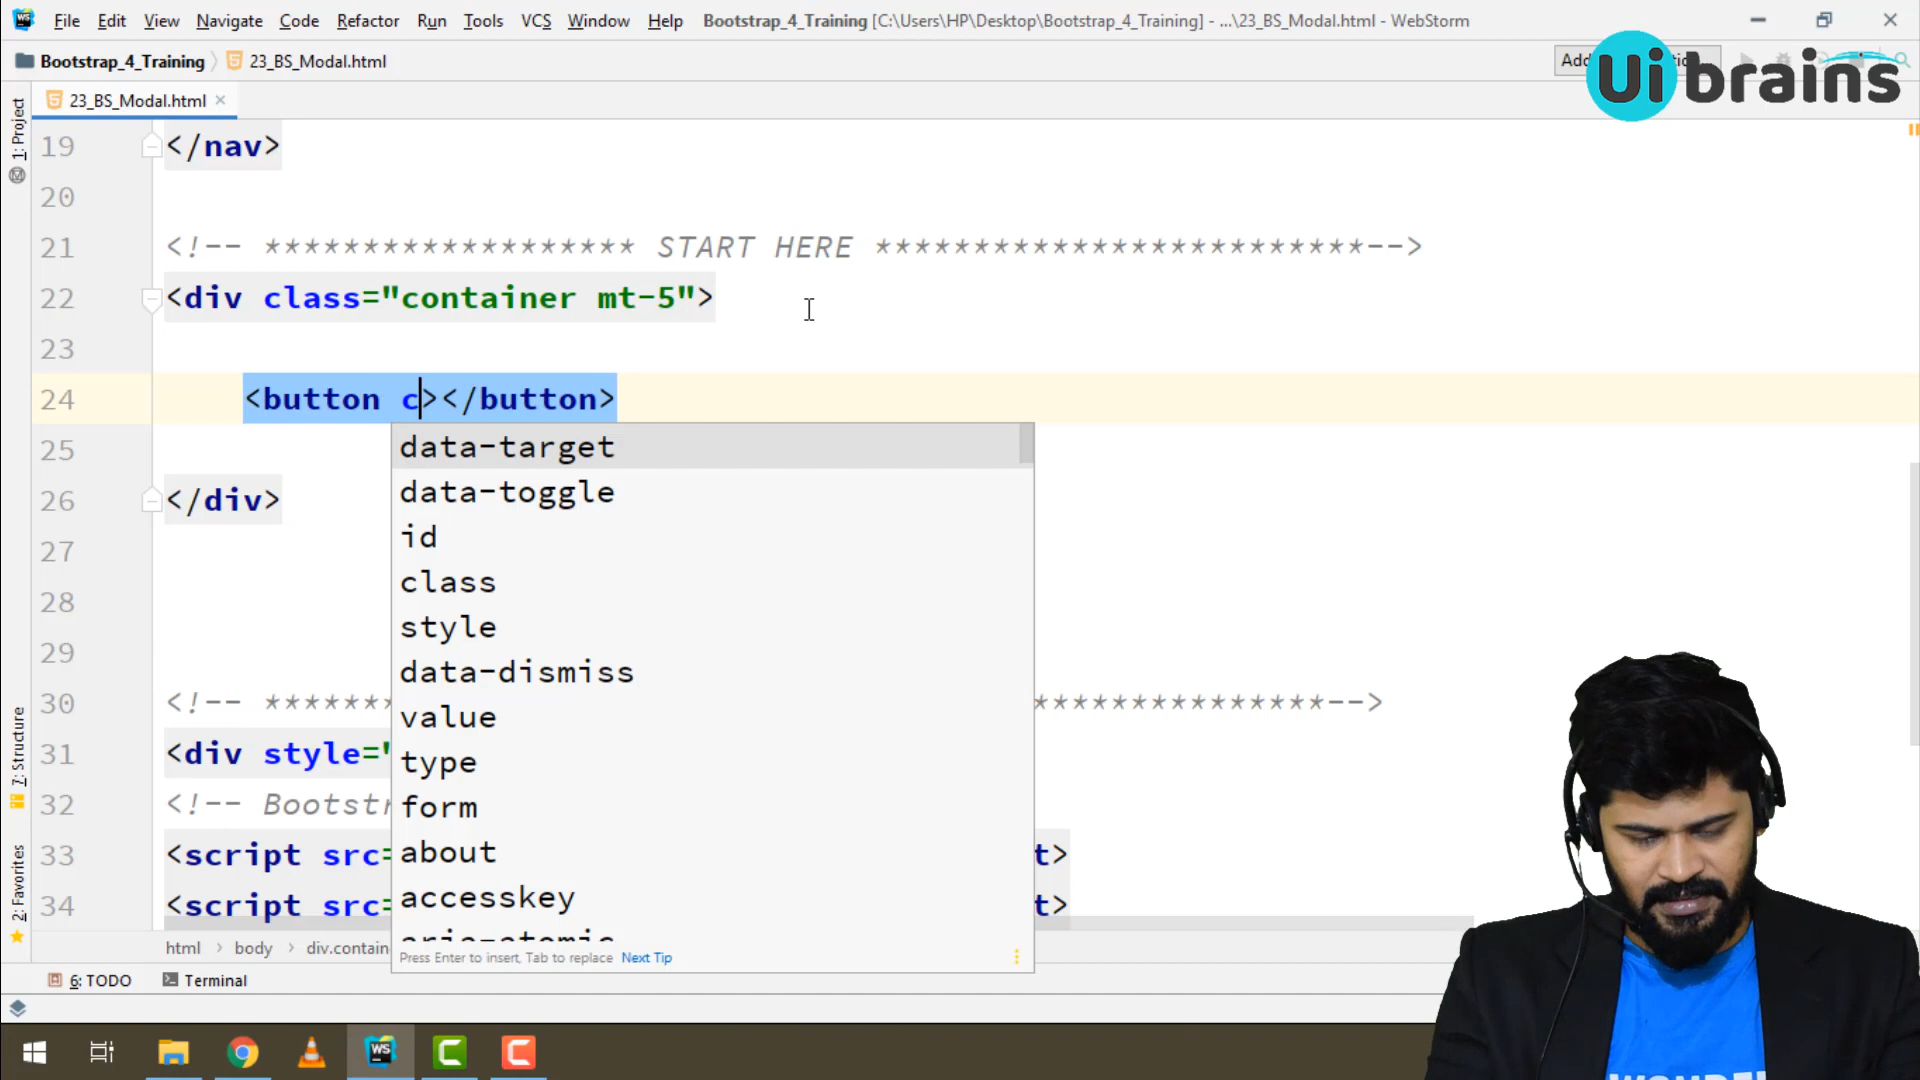 File Edit View Navigate Code Refactor Run Tools VCS Window Help Bootstrap_4_Training [C:\Users\HP\Desktop\Bootstrap_4_Training] - ...\23_BS_Modal.html - WebStorm
Bootstrap_4_Training 23_BS_Modal.html
Ui brains
23_BS_Modal.html
1: Project
7: Structure
2: Favorites
19 </nav>
20
21 <!-- ******************* START HERE *************************-->
22 <div class="container mt-5">
23
24 <button c></button>
25
26 </div>
27
28
29
30 <!--
31 <div style="
32 <!--
33 <script src= t>
34 <script src= t>
data-target
data-toggle
id
class
style
data-dismiss
value
type
form
about
accesskey
aria-atomic
Press Enter to insert, Tab to replace Next Tip
html body
6: TODO Terminal
WS